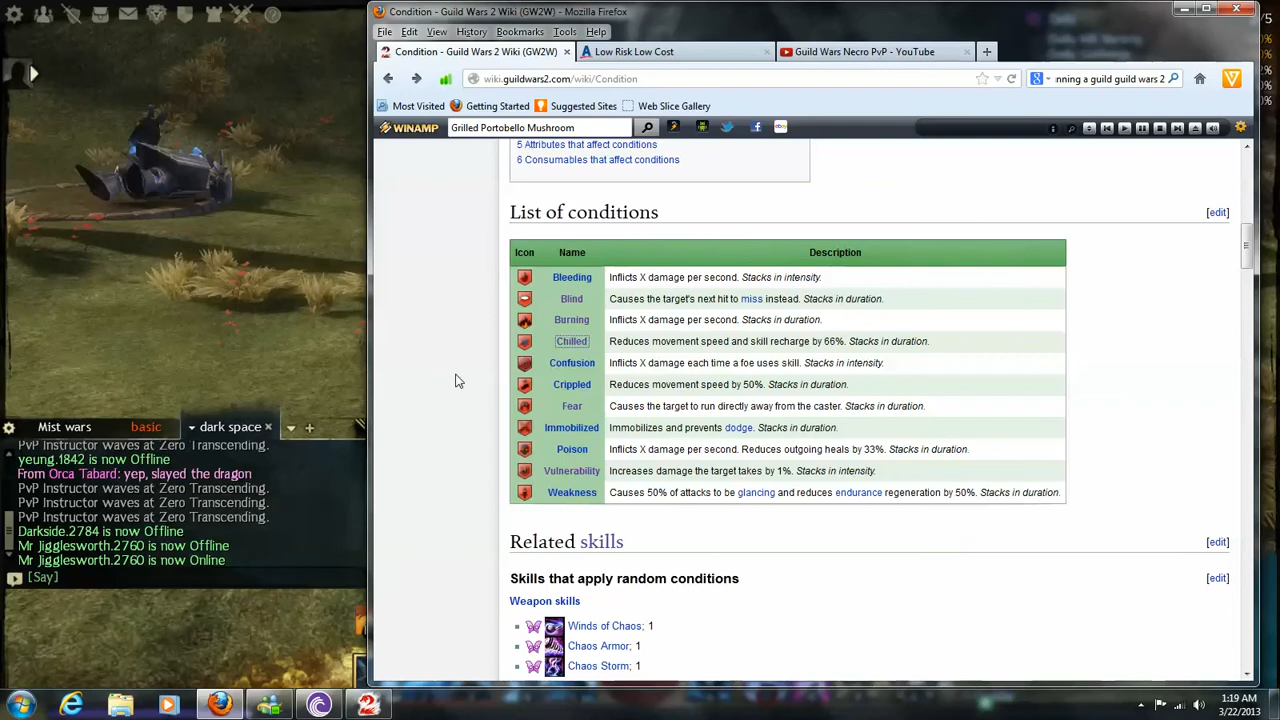 Condition - Guild Wars 2 Wiki (GW2W) - Mozilla Firefox
File Edit View History Bookmarks Tools Help
Condition - Guild Wars 2 Wiki (GW2W) Low Risk Low Cost Guild Wars Necro PvP - YouTube
wiki.guildwars2.com/wiki/Condition nning a guild guild wars 2
Most Visited Getting Started Suggested Sites Web Slice Gallery
WINAMP Grilled Portobello Mushroom
5 Attributes that affect conditions
6 Consumables that affect conditions
List of conditions [edit]
Icon Name Description
Bleeding Inflicts X damage per second. Stacks in intensity.
Blind Causes the target's next hit to miss instead. Stacks in duration.
Burning Inflicts X damage per second. Stacks in duration.
Chilled Reduces movement speed and skill recharge by 66%. Stacks in duration.
Confusion Inflicts X damage each time a foe uses skill. Stacks in intensity.
Crippled Reduces movement speed by 50%. Stacks in duration.
Fear Causes the target to run directly away from the caster. Stacks in duration.
Immobilized Immobilizes and prevents dodge. Stacks in duration.
Poison Inflicts X damage per second. Reduces outgoing heals by 33%. Stacks in duration.
Vulnerability Increases damage the target takes by 1%. Stacks in intensity.
Weakness Causes 50% of attacks to be glancing and reduces endurance regeneration by 50%. Stacks in duration.
Related skills [edit]
Skills that apply random conditions [edit]
Weapon skills
Winds of Chaos; 1
Chaos Armor; 1
Chaos Storm; 1
Mist wars basic dark space
PvP Instructor waves at Zero Transcending.
yeung.1842 is now Offline
From Orca Tabard: yep, slayed the dragon
PvP Instructor waves at Zero Transcending.
PvP Instructor waves at Zero Transcending.
PvP Instructor waves at Zero Transcending.
Darkside.2784 is now Offline
Mr Jigglesworth.2760 is now Offline
Mr Jigglesworth.2760 is now Online
[Say]
1:19 AM
3/22/2013